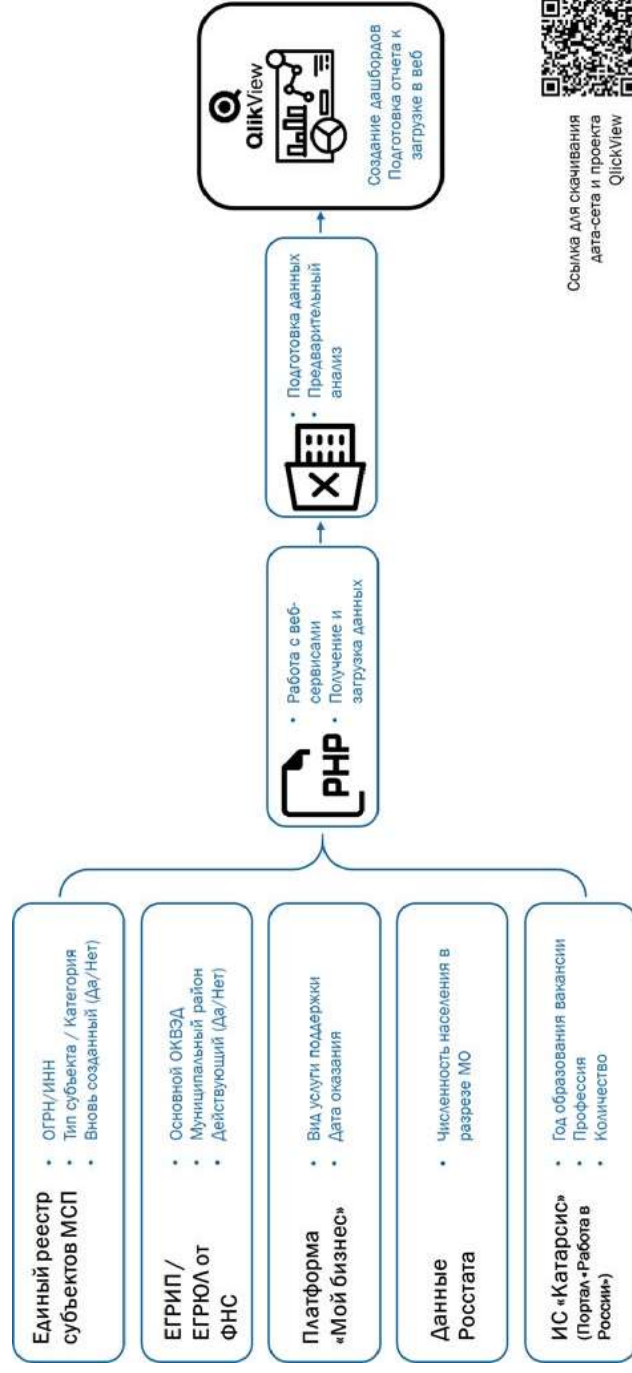 Единый реестр
субъектов МСП
• ОГРН/ИНН
• Тип субъекта / Категория
• Вновь созданный (Да/Нет)
ЕГРИП /
ЕГРЮЛ от
ФНС
• Основной ОКВЭД
• Муниципальный район
• Действующий (Да/Нет)
Платформа
«Мой бизнес»
• Вид услуги поддержки
• Дата оказания
Данные
Росстата
• Численность населения в
разрезе МО
ИС «Катарсис»
(Портал «Работа в
России»)
• Год образования вакансии
• Профессия
• Количество
PHP
• Работа с веб-
сервисами
• Получение и
загрузка данных
X
• Подготовка данных
• Предварительный
анализ
QlikView
Создание дашбордов
Подготовка отчета к
загрузке в веб
Ссылка для скачивания
дата-сета и проекта
QlickView